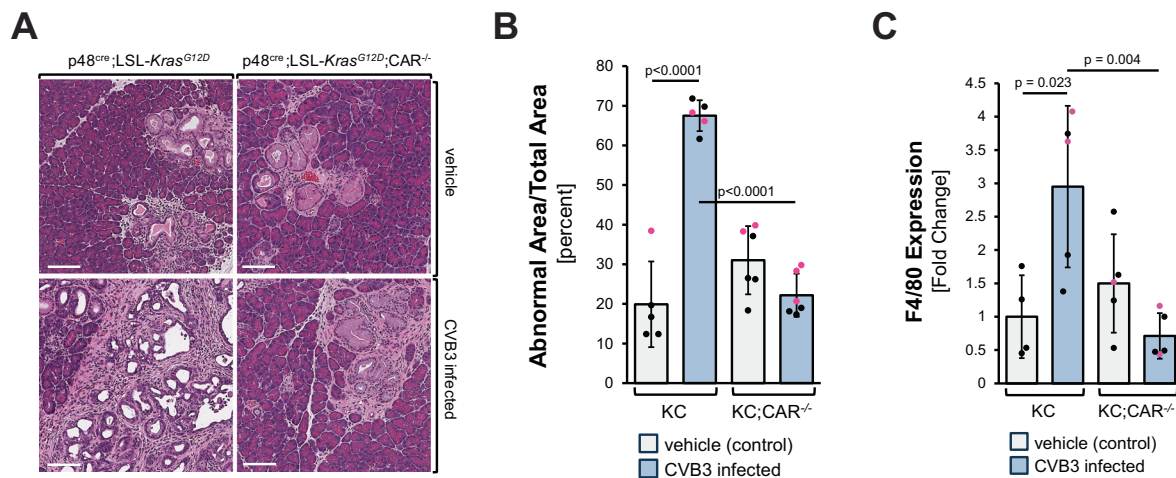 A
p48cre;LSL-KrasG12D
p48cre;LSL-KrasG12D;CAR-/-
vehicle
CVB3 infected
B
Abnormal Area/Total Area
[percent]
80
70
60
50
40
30
20
10
0
p<0.0001
p<0.0001
KC
KC;CAR-/-
vehicle (control)
CVB3 infected
C
F4/80 Expression
[Fold Change]
4.5
4
3.5
3
2.5
2
1.5
1
0.5
0
p = 0.004
p = 0.023
KC
KC;CAR-/-
vehicle (control)
CVB3 infected